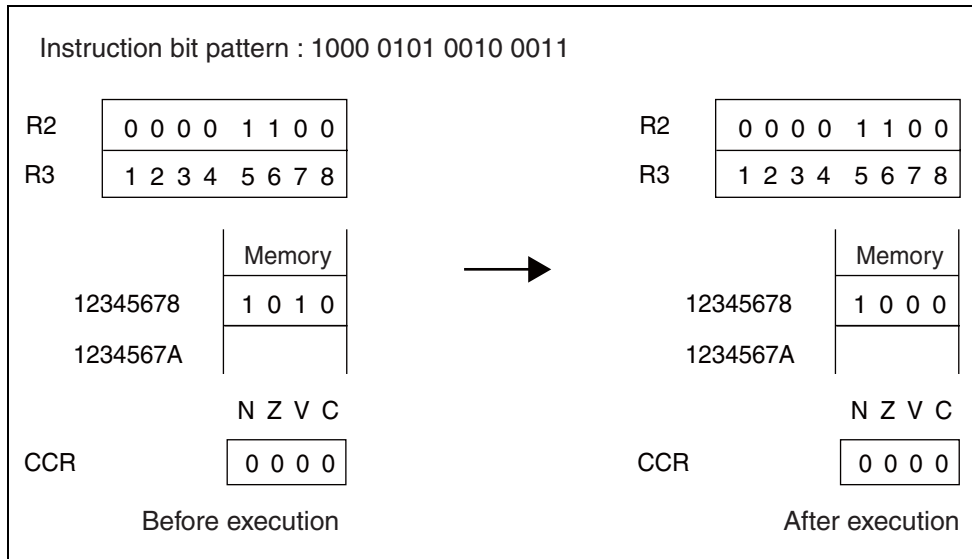 Instruction bit pattern : 1000 0101 0010 0011
R2 0 0 0 0 1 1 0 0 R2 0 0 0 0 1 1 0 0
R3 1 2 3 4 5 6 7 8 R3 1 2 3 4 5 6 7 8
Memory Memory
12345678 1 0 1 0 12345678 1 0 0 0
1234567A 1234567A
N Z V C N Z V C
CCR 0 0 0 0 CCR 0 0 0 0
Before execution After execution